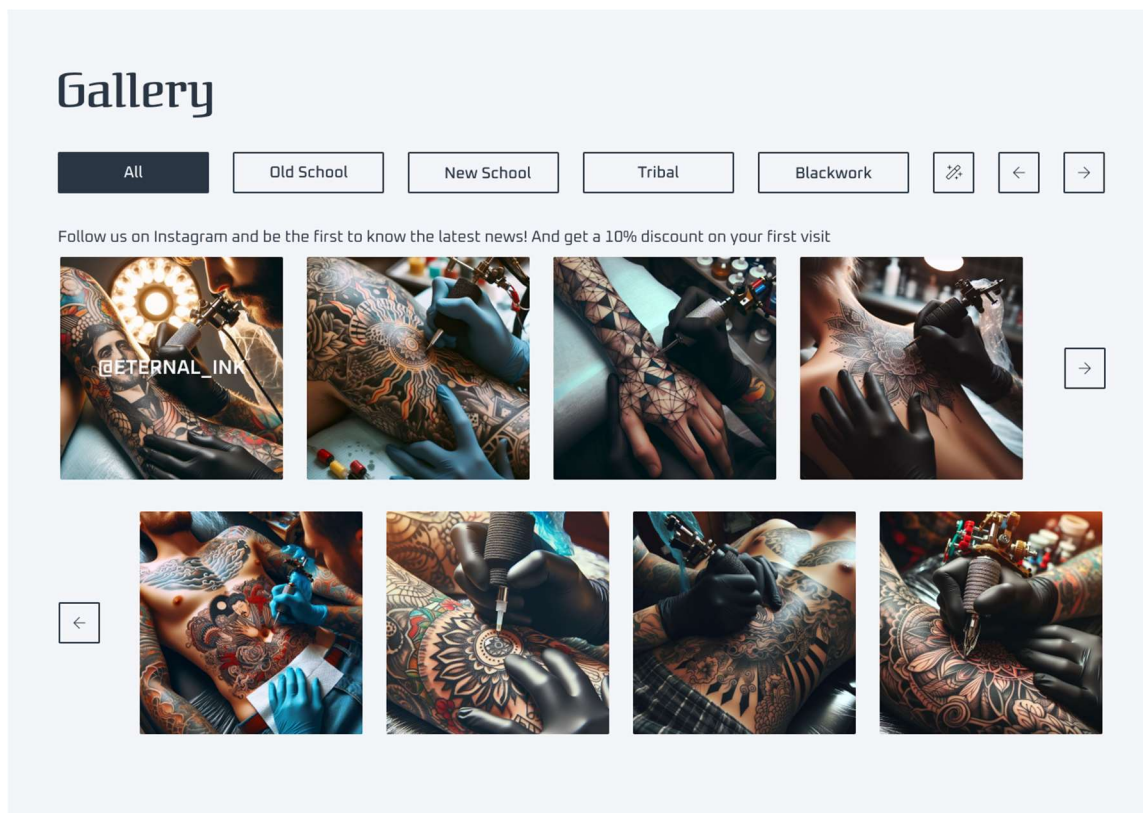 Gallery
All
Old School
New School
Tribal
Blackwork
Follow us on Instagram and be the first to know the latest news! And get a 10% discount on your first visit
@ETERNAL_INK